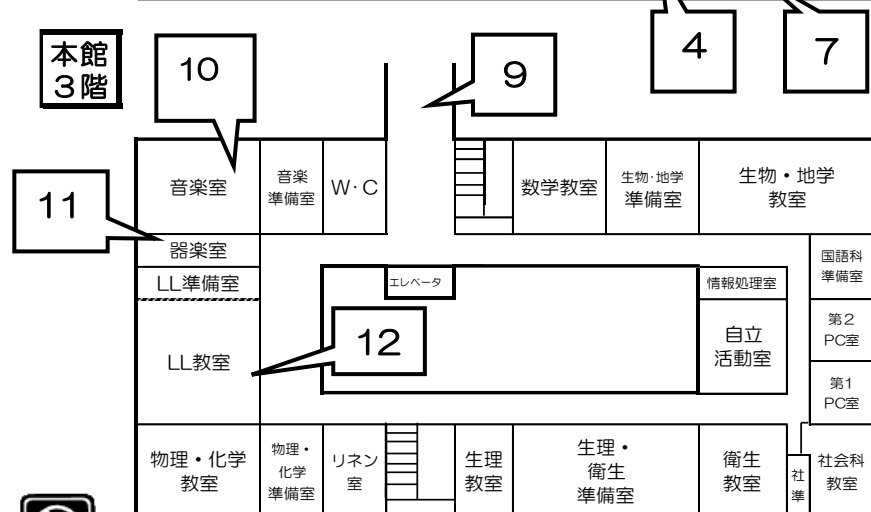 4
7
本館
3階
10
9
音楽室
音楽
準備室
W・C
数学教室
生物・地学
準備室
生物・地学
教室
11
器楽室
LL準備室
エレベータ
情報処理室
国語科
準備室
12
LL教室
自立
活動室
第2
PC室
第1
PC室
物理・化学
教室
物理・
化学
準備室
リネン
室
生理
教室
生理・
衛生
準備室
衛生
教室
社
準
社会科
教室